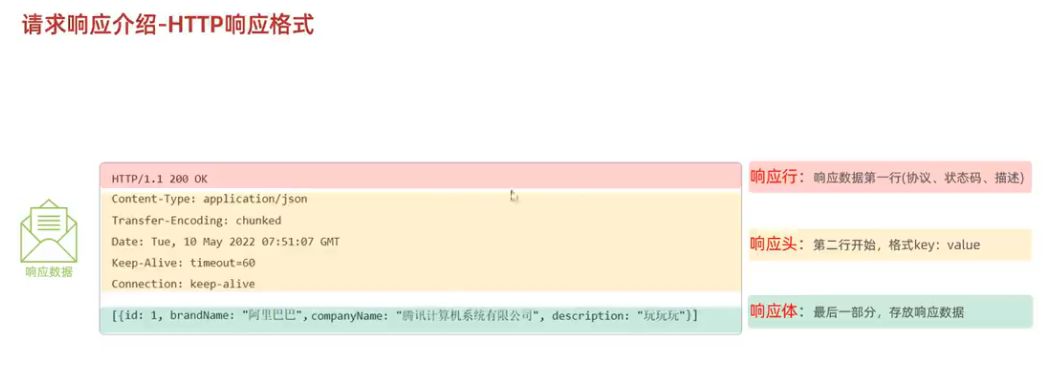 请求响应介绍-HTTP响应格式
HTTP/1.1 200 OK
Content-Type: application/json
Transfer-Encoding: chunked
Date: Tue, 10 May 2022 07:51:07 GMT
Keep-Alive: timeout=60
Connection: keep-alive
[{id: 1, brandName: "阿里巴巴",companyName: "腾讯计算机系统有限公司", description: "玩玩玩"}]
响应数据
响应行：响应数据第一行(协议、状态码、描述)
响应头：第二行开始，格式key：value
响应体：最后一部分，存放响应数据